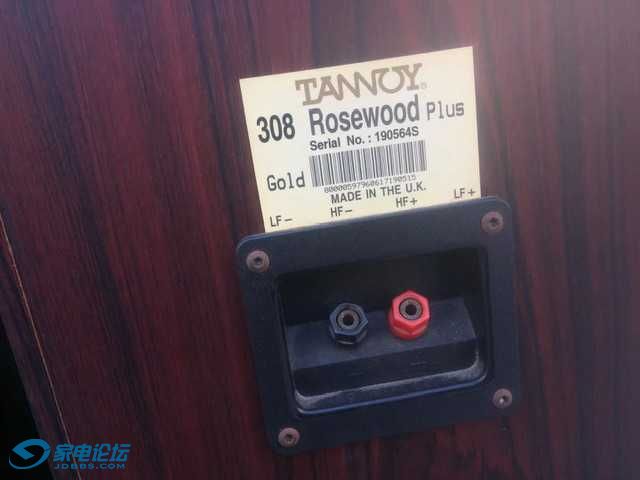 TANNOY®
308 Rosewood Plus
Serial No.: 190564S
Gold
8000059796061719051S
MADE IN THE U.K.
LF- HF- HF+ LF+
家电论坛
JDBBS.COM